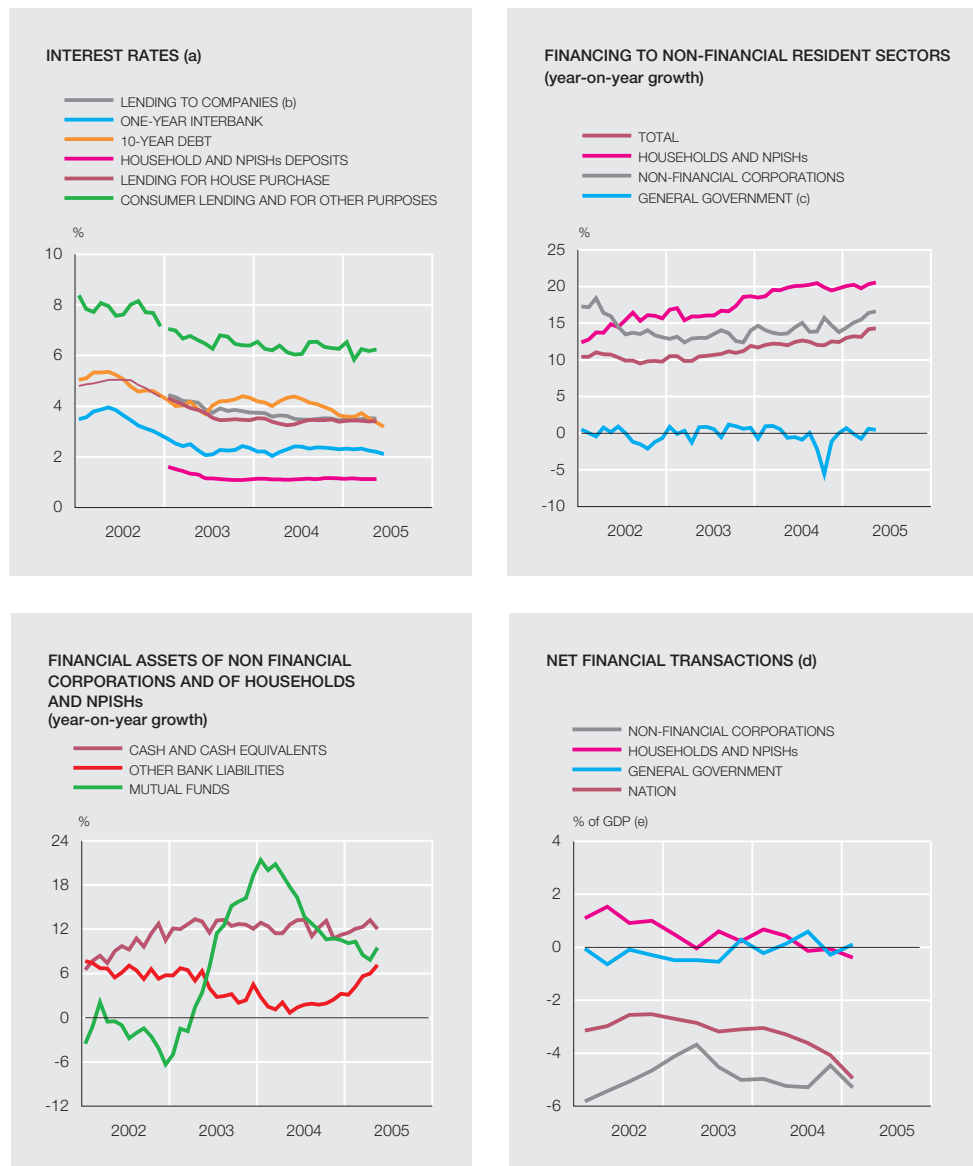 INTEREST RATES (a)
LENDING TO COMPANIES (b)
ONE-YEAR INTERBANK
10-YEAR DEBT
HOUSEHOLD AND NPISHs DEPOSITS
LENDING FOR HOUSE PURCHASE
CONSUMER LENDING AND FOR OTHER PURPOSES
%
10
8
6
4
2
0
2002 2003 2004 2005
FINANCING TO NON-FINANCIAL RESIDENT SECTORS
(year-on-year growth)
TOTAL
HOUSEHOLDS AND NPISHs
NON-FINANCIAL CORPORATIONS
GENERAL GOVERNMENT (c)
%
25
20
15
10
5
0
-5
-10
2002 2003 2004 2005
FINANCIAL ASSETS OF NON FINANCIAL
CORPORATIONS AND OF HOUSEHOLDS
AND NPISHs
(year-on-year growth)
CASH AND CASH EQUIVALENTS
OTHER BANK LIABILITIES
MUTUAL FUNDS
%
24
18
12
6
0
-6
-12
2002 2003 2004 2005
NET FINANCIAL TRANSACTIONS (d)
NON-FINANCIAL CORPORATIONS
HOUSEHOLDS AND NPISHs
GENERAL GOVERNMENT
NATION
% of GDP (e)
4
2
0
-2
-4
-6
2002 2003 2004 2005